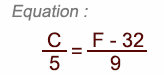 Equation :
C/5 = F - 32/9